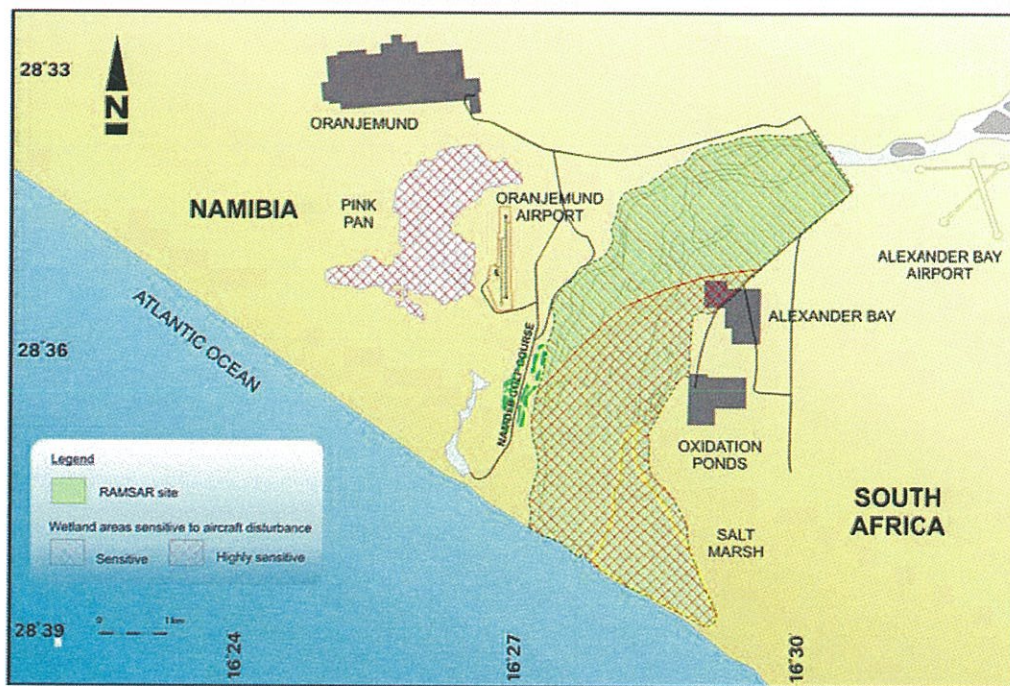 28°33
N
ORANJEMUND
NAMIBIA
PINK
PAN
ORANJEMUND
AIRPORT
ALEXANDER BAY
AIRPORT
ATLANTIC OCEAN
28°36
ALEXANDER BAY
GOLF COURSE
OXIDATION
PONDS
SOUTH
AFRICA
SALT
MARSH
Legend
RAMSAR site
Wetland areas sensitive to aircraft disturbance
Sensitive
Highly sensitive
0 1km
28°39
16°24
16°27
16°30